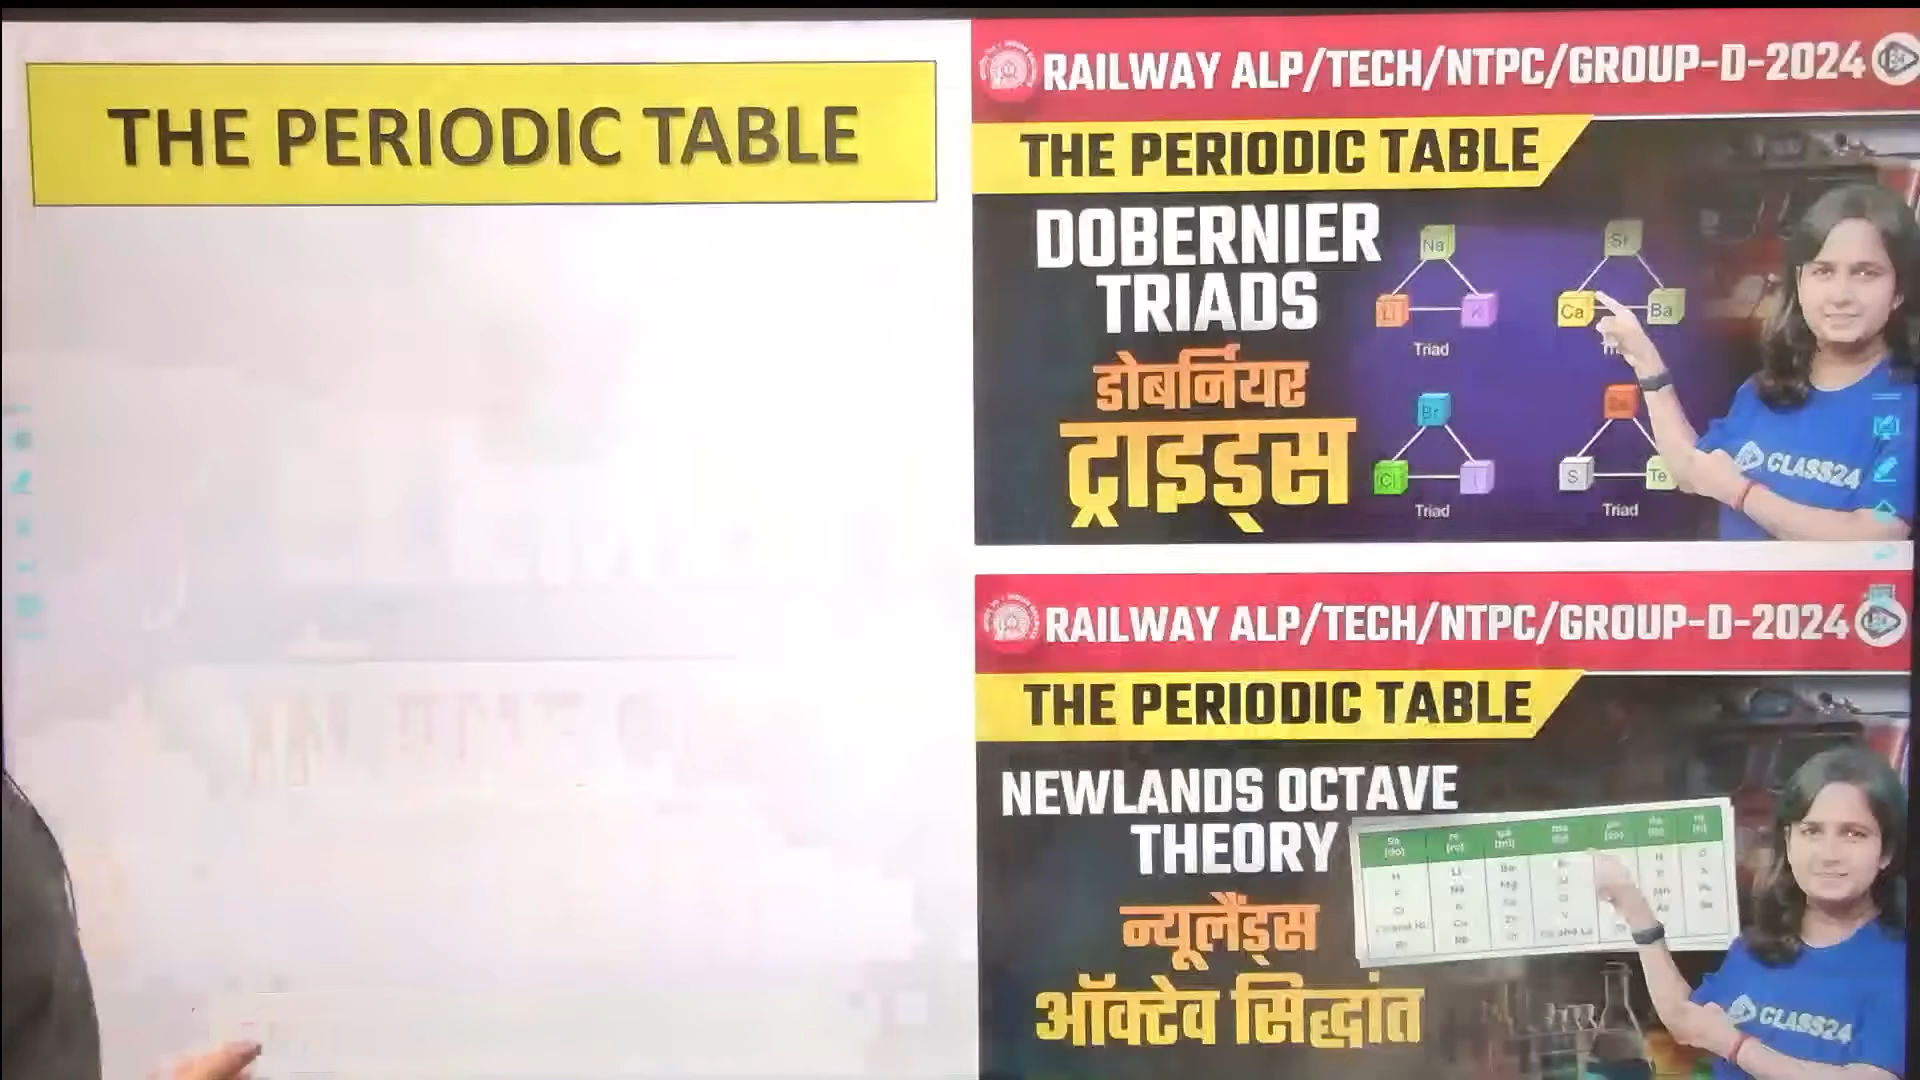 THE PERIODIC TABLE
RAILWAY ALP/TECH/NTPC/GROUP-D-2024
THE PERIODIC TABLE
DOBERNIER
TRIADS
डोबर्नियर
ट्राइड्स
Na
Li
K
Triad
Sr
Ca
Ba
Br
Cl
I
Triad
Se
S
Te
Triad
CLASS24
RAILWAY ALP/TECH/NTPC/GROUP-D-2024
THE PERIODIC TABLE
NEWLANDS OCTAVE
THEORY
न्यूलैंड्स
ऑक्टेव सिद्धांत
CLASS24